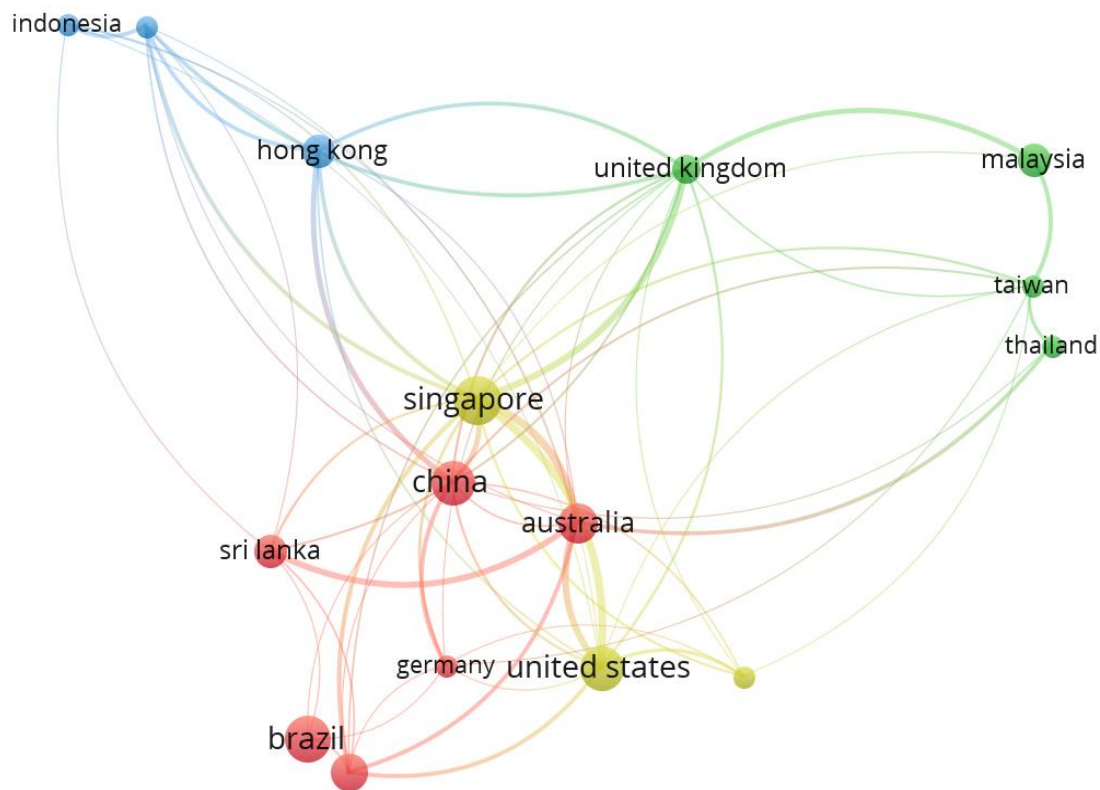 indonesia
hong kong
united kingdom
malaysia
taiwan
thailand
singapore
china
australia
sri lanka
germany
united states
brazil